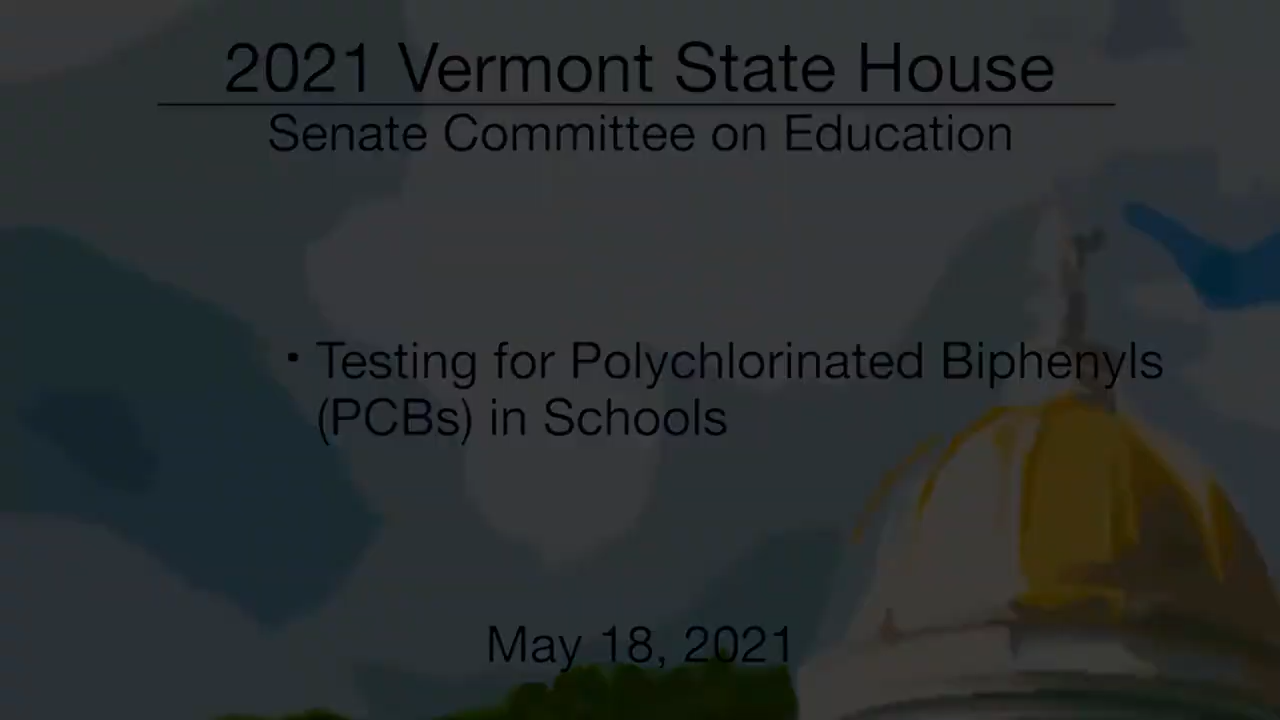 2021 Vermont State House
Senate Committee on Education
• Testing for Polychlorinated Biphenyls
(PCBs) in Schools
May 18, 2021